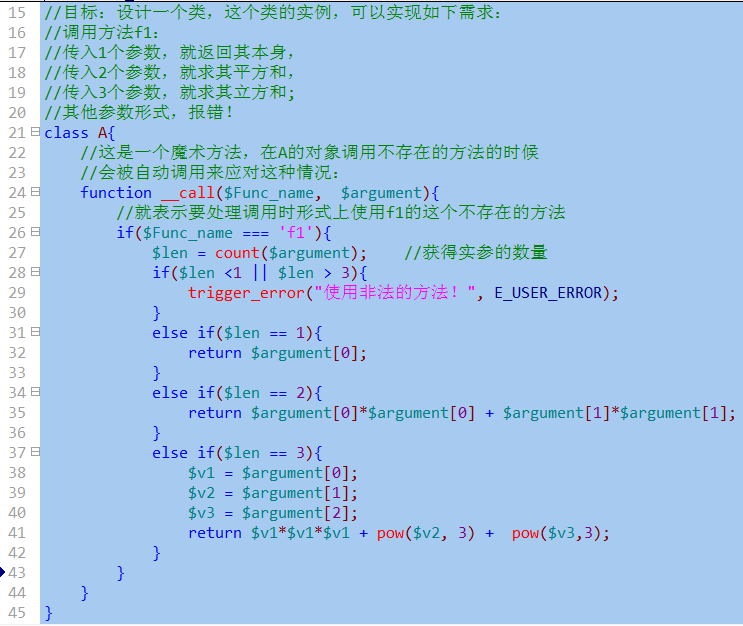 15 //目标：设计一个类，这个类的实例，可以实现如下需求：
16 //调用方法f1：
17 //传入1个参数，就返回其本身，
18 //传入2个参数，就求其平方和，
19 //传入3个参数，就求其立方和;
20 //其他参数形式，报错！
21 class A{
22     //这是一个魔术方法，在A的对象调用不存在的方法的时候
23     //会被自动调用来应对这种情况：
24     function __call($Func_name,  $argument){
25         //就表示要处理调用时形式上使用f1的这个不存在的方法
26         if($Func_name === 'f1'){
27             $len = count($argument);    //获得实参的数量
28             if($len <1 || $len > 3){
29                 trigger_error("使用非法的方法！", E_USER_ERROR);
30             }
31             else if($len == 1){
32                 return $argument[0];
33             }
34             else if($len == 2){
35                 return $argument[0]*$argument[0] + $argument[1]*$argument[1];
36             }
37             else if($len == 3){
38                 $v1 = $argument[0];
39                 $v2 = $argument[1];
40                 $v3 = $argument[2];
41                 return $v1*$v1*$v1 + pow($v2, 3) +  pow($v3,3);
42             }
43         }
44     }
45 }